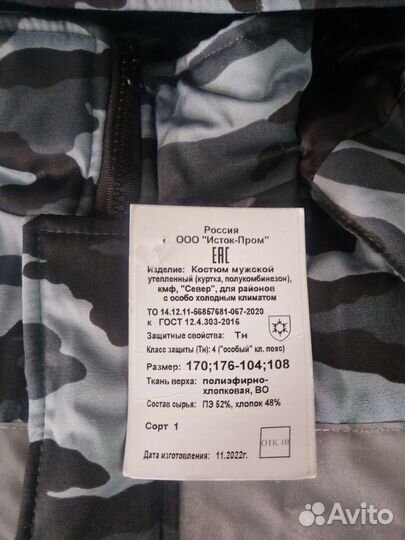 Россия
ООО "Исток-Пром"
EAC
Изделие: Костюм мужской
утепленный (куртка, полукомбинезон),
кмф, "Север", для районов
с особо холодным климатом
ТО 14.12.11-56857681-067-2020
к ГОСТ 12.4.303-2016
Защитные свойства: Тн
Класс защиты (Тн): 4 ("особый" кл. пояс)
Размер: 170;176-104;108
Ткань верха: полиэфирно-
хлопковая, ВО
Состав сырья: ПЭ 52%, хлопок 48%
Сорт 1
ОТК 10
Дата изготовления: 11.2022г.
Avito